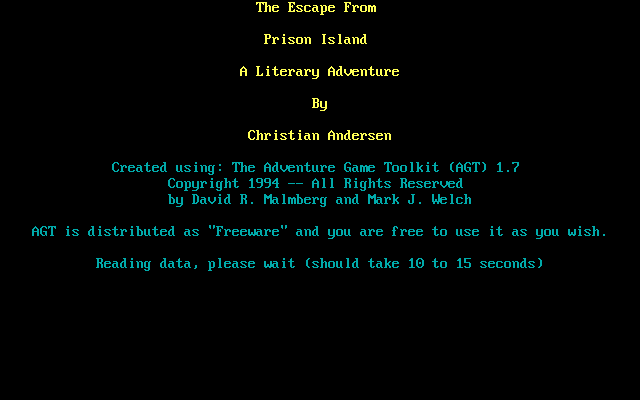 The Escape From
Prison Island
A Literary Adventure
By
Christian Andersen
Created using: The Adventure Game Toolkit (AGT) 1.7
Copyright 1994 -- All Rights Reserved
by David R. Malmberg and Mark J. Welch
AGT is distributed as "Freeware" and you are free to use it as you wish.
Reading data, please wait (should take 10 to 15 seconds)